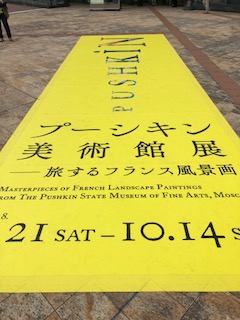 PUSHKIN
プーシキン
美術館展
──旅するフランス風景画
MASTERPIECES OF FRENCH LANDSCAPE PAINTINGS
FROM THE PUSHKIN STATE MUSEUM OF FINE ARTS, MOSC
8.
21 SAT – 10.14 S